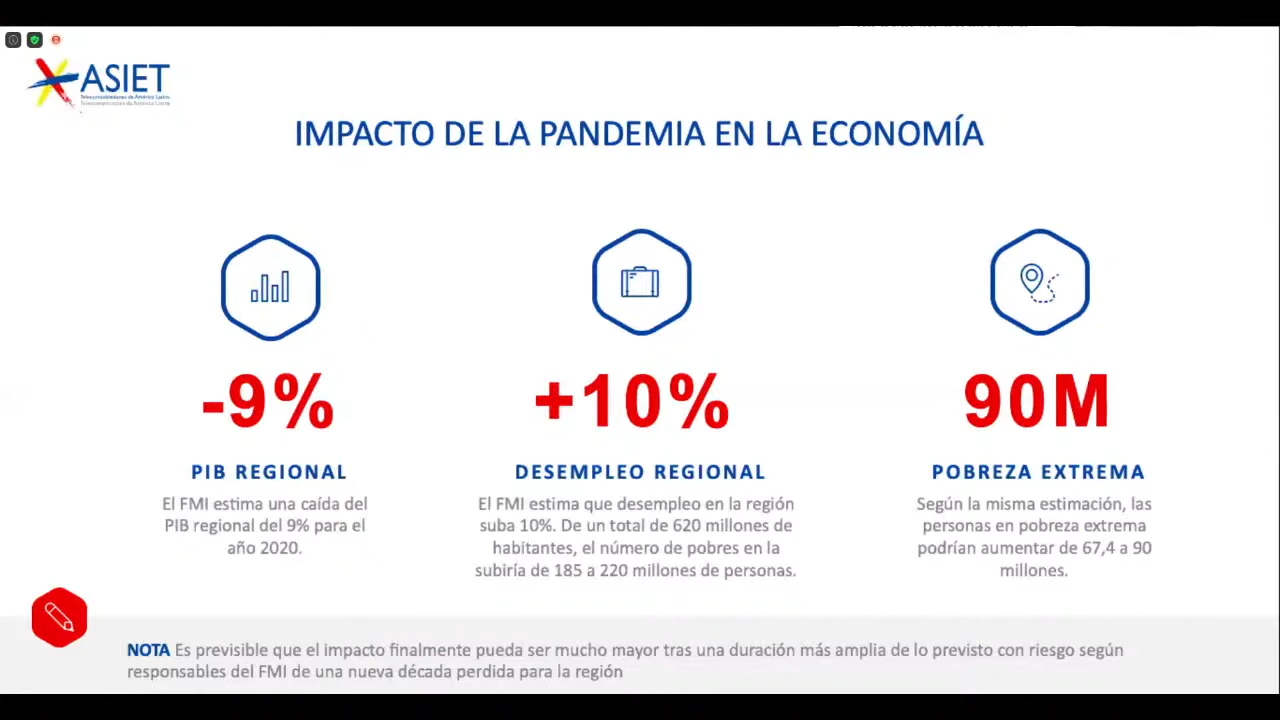 ASIET
Telecomunicaciones de América Latina
IMPACTO DE LA PANDEMIA EN LA ECONOMÍA
-9%
PIB REGIONAL
El FMI estima una caída del
PIB regional del 9% para el
año 2020.
+10%
DESEMPLEO REGIONAL
El FMI estima que desempleo en la región
suba 10%. De un total de 620 millones de
habitantes, el número de pobres en la
subiría de 185 a 220 millones de personas.
90M
POBREZA EXTREMA
Según la misma estimación, las
personas en pobreza extrema
podrían aumentar de 67,4 a 90
millones.
NOTA Es previsible que el impacto finalmente pueda ser mucho mayor tras una duración más amplia de lo previsto con riesgo según
responsables del FMI de una nueva década perdida para la región